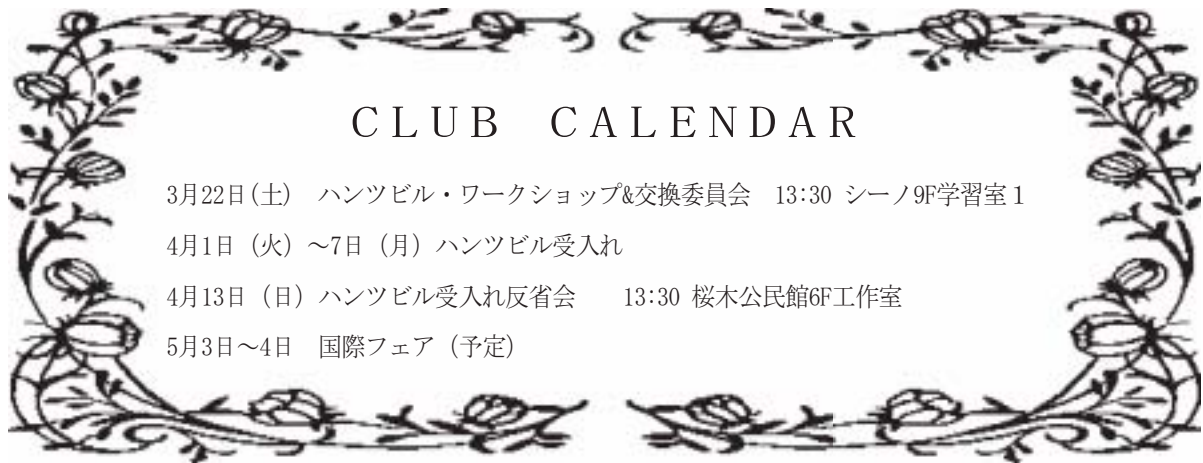 CLUB CALENDAR
3月22日(土) ハンツビル・ワークショップ&交換委員会 13:30 シーノ9F学習室1
4月1日（火）～7日（月）ハンツビル受入れ
4月13日（日）ハンツビル受入れ反省会 13:30 桜木公民館6F工作室
5月3日～4日 国際フェア（予定）